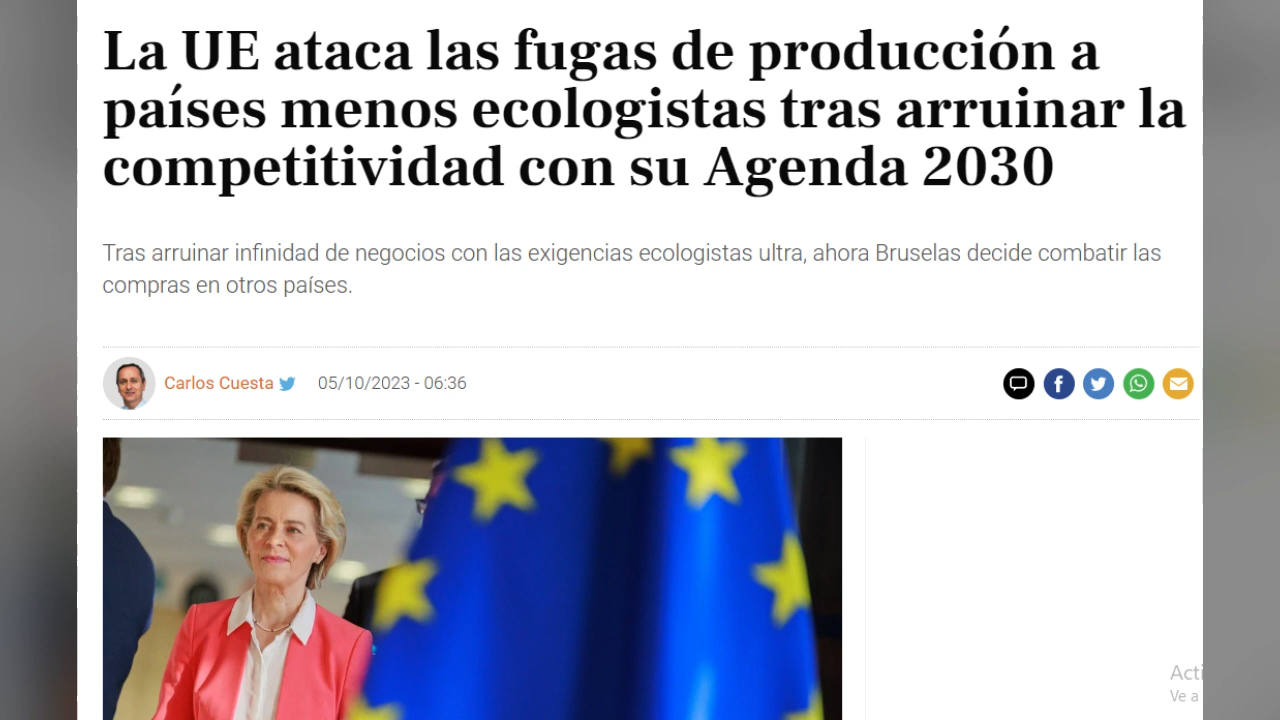 La UE ataca las fugas de producción a
países menos ecologistas tras arruinar la
competitividad con su Agenda 2030
Tras arruinar infinidad de negocios con las exigencias ecologistas ultra, ahora Bruselas decide combatir las
compras en otros países.
Carlos Cuesta 05/10/2023 - 06:36
Acti
Ve a